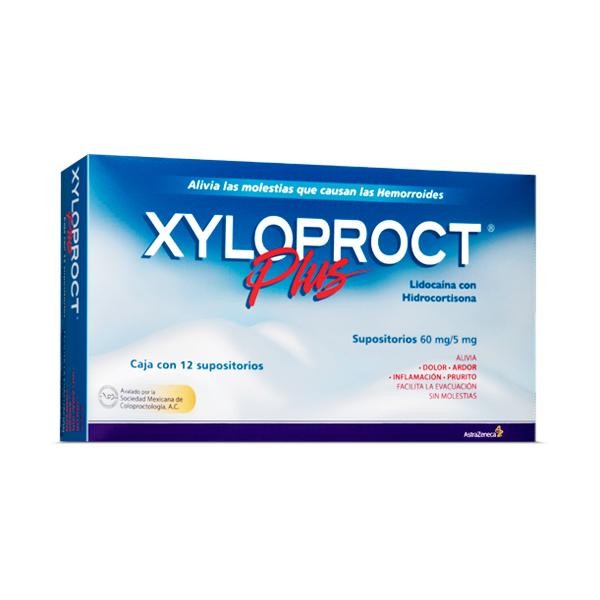 Alivia las molestias que causan las Hemorroides
XYLOPROCT®
Plus
Lidocaína con
Hidrocortisona
Supositorios 60 mg/5 mg
Caja con 12 supositorios
ALIVIA
• DOLOR • ARDOR
• INFLAMACIÓN • PRURITO
FACILITA LA EVACUACIÓN
SIN MOLESTIAS
Avalado por la
Sociedad Mexicana de
Coloproctología, A.C.
AstraZeneca
XYLOPROCT®
Plus